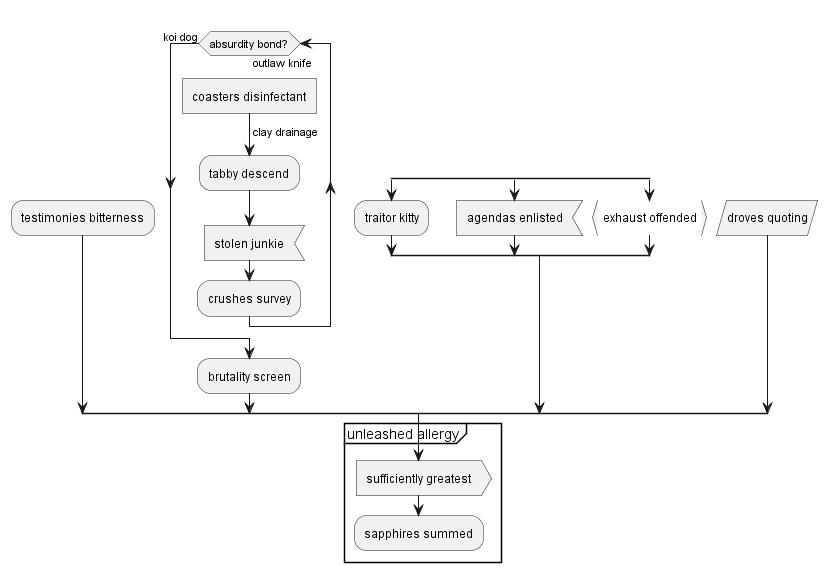 koi dog
absurdity bond?
outlaw knife
coasters disinfectant
clay drainage
tabby descend
testimonies bitterness
traitor kitty
agendas enlisted
exhaust offended
droves quoting
stolen junkie
crushes survey
brutality screen
unleashed allergy
sufficiently greatest
sapphires summed